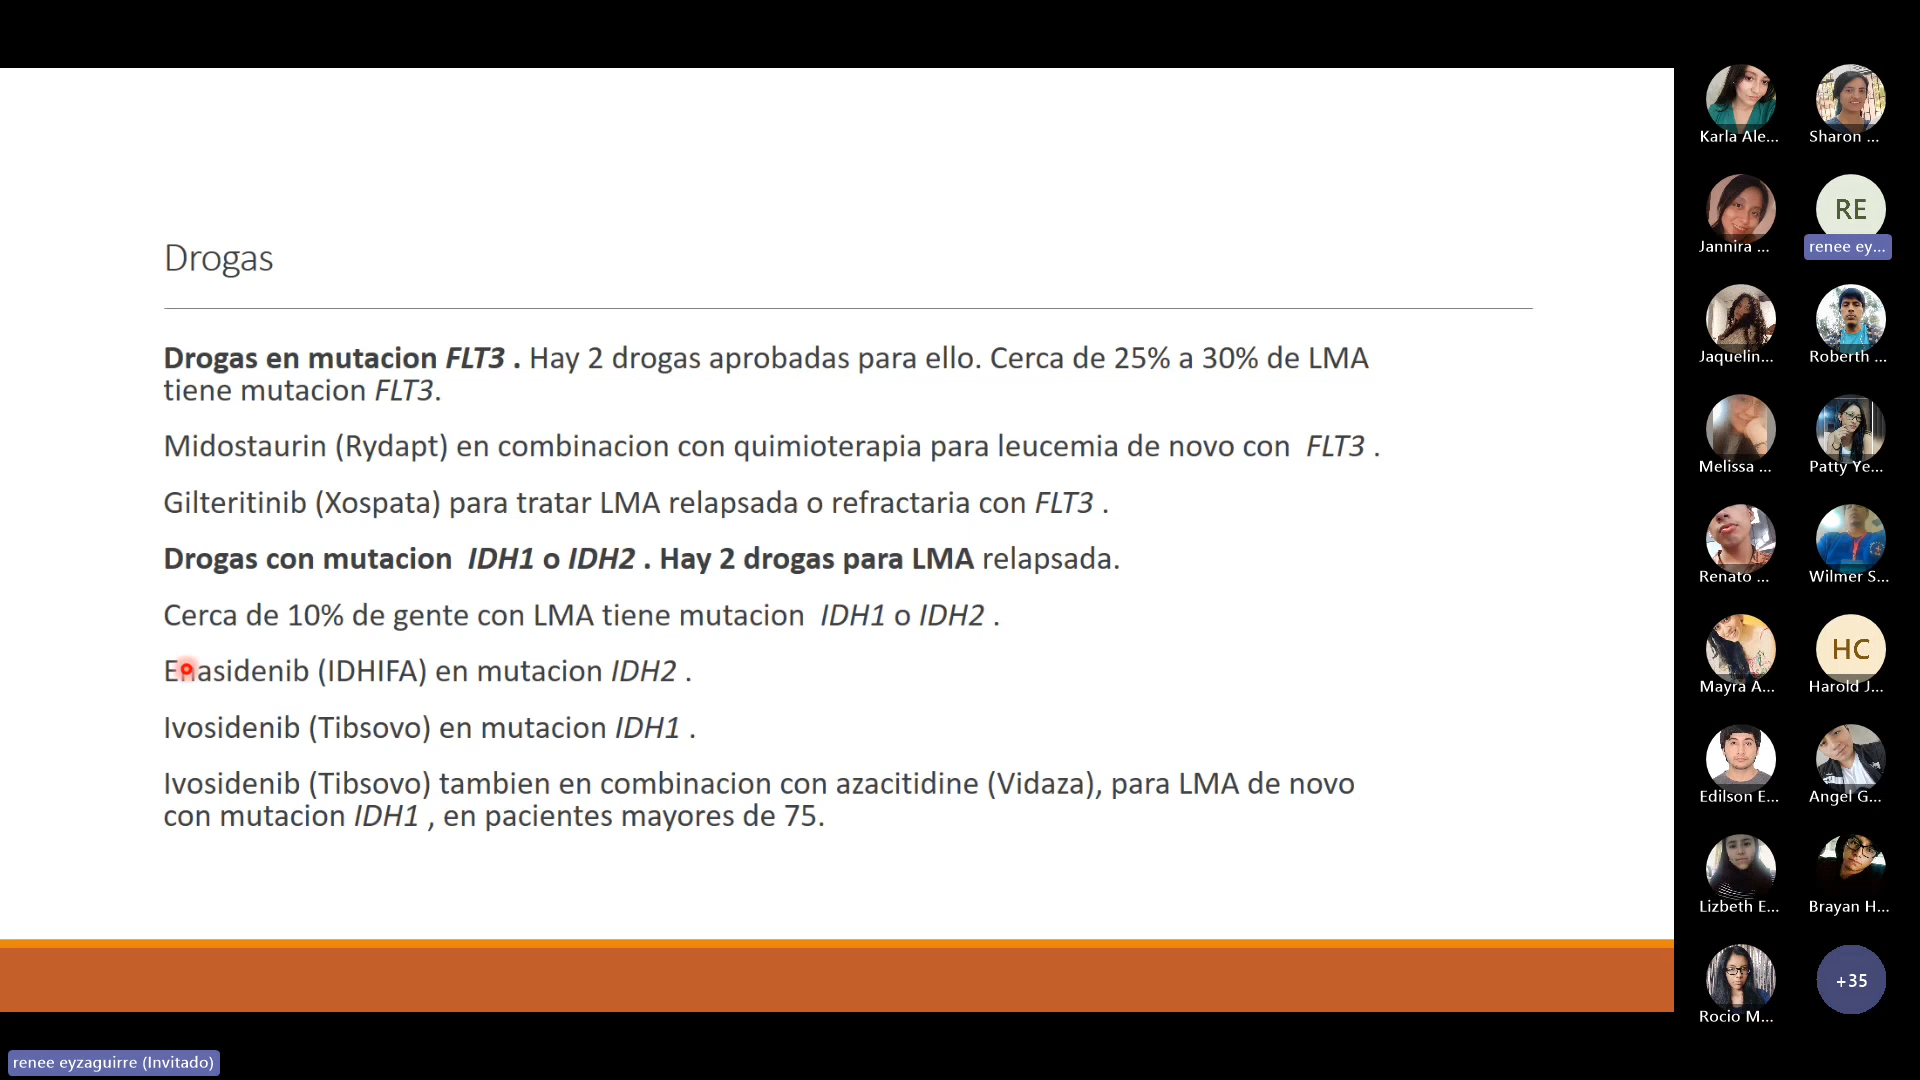 Drogas
Drogas en mutacion FLT3 . Hay 2 drogas aprobadas para ello. Cerca de 25% a 30% de LMA
tiene mutacion FLT3.
Midostaurin (Rydapt) en combinacion con quimioterapia para leucemia de novo con FLT3 .
Gilteritinib (Xospata) para tratar LMA relapsada o refractaria con FLT3 .
Drogas con mutacion IDH1 o IDH2 . Hay 2 drogas para LMA relapsada.
Cerca de 10% de gente con LMA tiene mutacion IDH1 o IDH2 .
Enasidenib (IDHIFA) en mutacion IDH2 .
Ivosidenib (Tibsovo) en mutacion IDH1 .
Ivosidenib (Tibsovo) tambien en combinacion con azacitidine (Vidaza), para LMA de novo
con mutacion IDH1 , en pacientes mayores de 75.
Karla Ale...
Sharon ...
RE
Jannira ...
renee ey...
Jaquelin...
Roberth ...
Melissa ...
Patty Ye...
Renato ...
Wilmer S...
HC
Mayra A...
Harold J...
Edilson E...
Angel G...
Lizbeth E...
Brayan H...
+35
Rocio M...
renee eyzaguirre (Invitado)